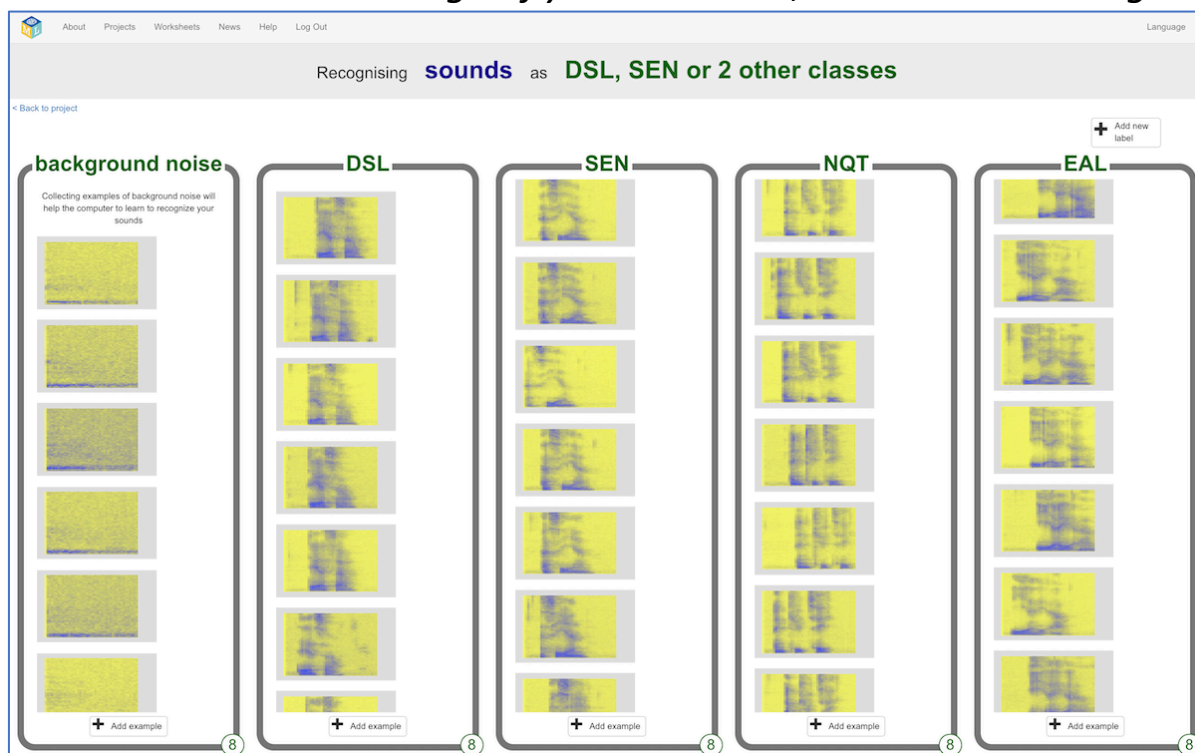 About Projects Worksheets News Help Log Out Language
Recognising sounds as DSL, SEN or 2 other classes
< Back to project
Add new
label
background noise
Collecting examples of background noise will
help the computer to learn to recognize your
sounds
Add example
8
DSL
Add example
8
SEN
Add example
8
NQT
Add example
8
EAL
Add example
8